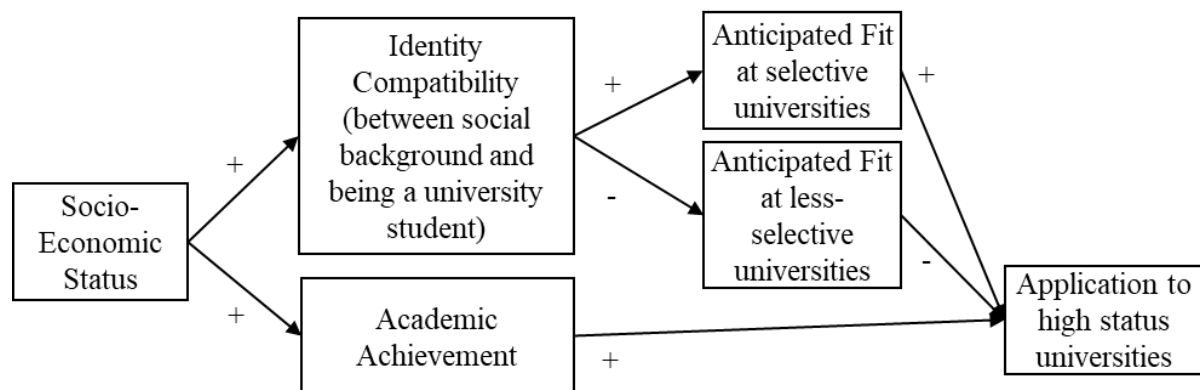 Socio-
Economic
Status
+
+
Identity
Compatibility
(between social
background and
being a university
student)
Academic
Achievement
+
-
+
Anticipated Fit
at selective
universities
Anticipated Fit
at less-
selective
universities
+
-
Application to
high status
universities